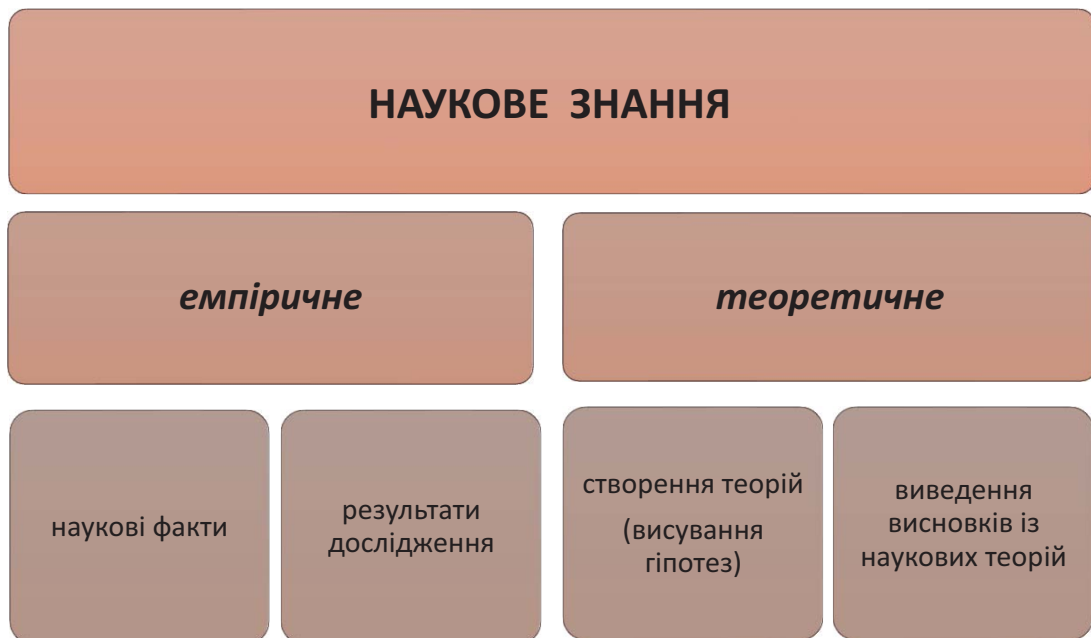 НАУКОВЕ ЗНАННЯ
емпіричне
теоретичне
наукові факти
результати
дослідження
створення теорій
(висування
гіпотез)
виведення
висновків із
наукових теорій